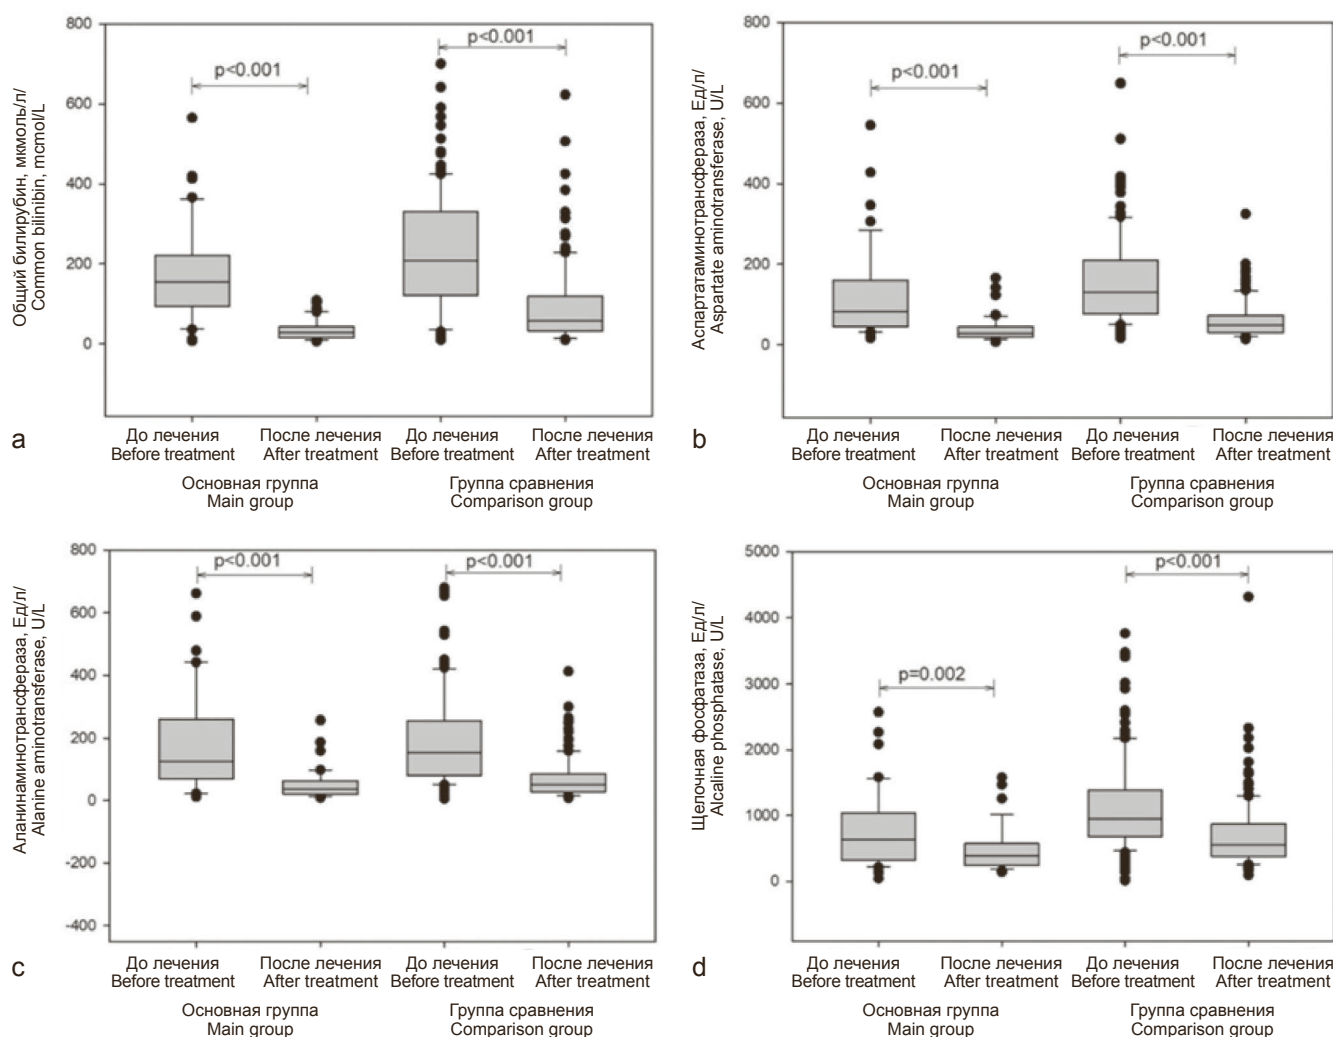 Общий билирубин, мкмоль/л/
Common bilinibin, mcmol/L
800
600
400
200
0
p<0.001
p<0.001
a
До лечения
Before treatment
После лечения
After treatment
До лечения
Before treatment
После лечения
After treatment
Основная группа
Main group
Группа сравнения
Comparison group
Аспартатаминотрансфераза, Ед/л/
Aspartate aminotransferase, U/L
800
600
400
200
0
p<0.001
p<0.001
b
До лечения
Before treatment
После лечения
After treatment
До лечения
Before treatment
После лечения
After treatment
Основная группа
Main group
Группа сравнения
Comparison group
Аланинаминотрансфераза, Ед/л/
Alanine aminotransferase, U/L
800
600
400
200
0
-200
-400
p<0.001
p<0.001
c
До лечения
Before treatment
После лечения
After treatment
До лечения
Before treatment
После лечения
After treatment
Основная группа
Main group
Группа сравнения
Comparison group
Щелочная фосфатаза, Ед/л/
Alcaline phosphatase, U/L
5000
4000
3000
2000
1000
0
p=0.002
p<0.001
d
До лечения
Before treatment
После лечения
After treatment
До лечения
Before treatment
После лечения
After treatment
Основная группа
Main group
Группа сравнения
Comparison group